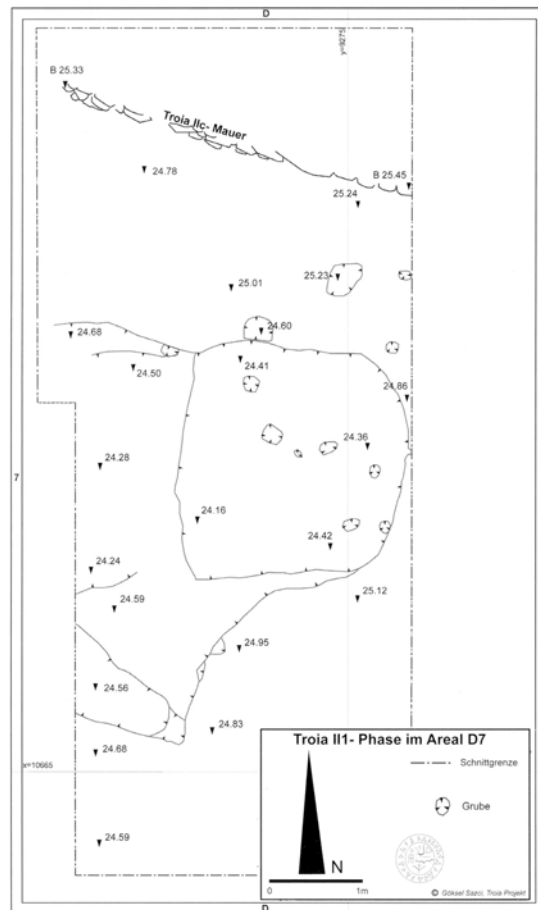 D
y=9275
B 25.33
Troia IIc- Mauer
24.78
B 25.45
25.24
25.23
25.01
24.60
24.68
24.41
24.50
24.86
24.36
24.28
7
7
24.16
24.42
24.24
25.12
24.59
24.95
24.56
24.83
24.68
x=10665
24.59
Troia II1- Phase im Areal D7
Schnittgrenze
Grube
N
0
1m
© Göksel Sazcı, Troia Projekt
D